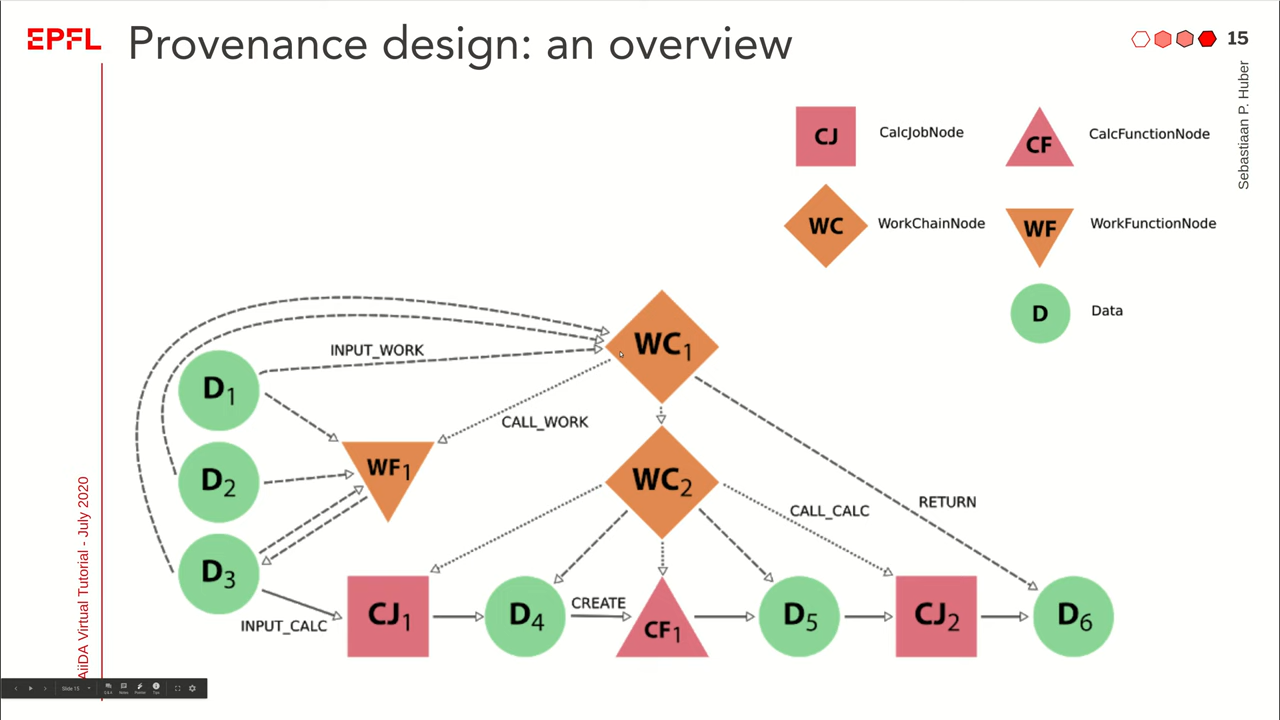 EPFL
Provenance design: an overview
15
Sebastiaan P. Huber
CJ
CalcJobNode
CF
CalcFunctionNode
WC
WorkChainNode
WF
WorkFunctionNode
D
Data
INPUT_WORK
WC1
D1
CALL_WORK
WF1
D2
WC2
CALL_CALC
RETURN
D3
INPUT_CALC
CJ1
D4
CREATE
CF1
D5
CJ2
D6
AiiDA Virtual Tutorial - July 2020
Slide 15